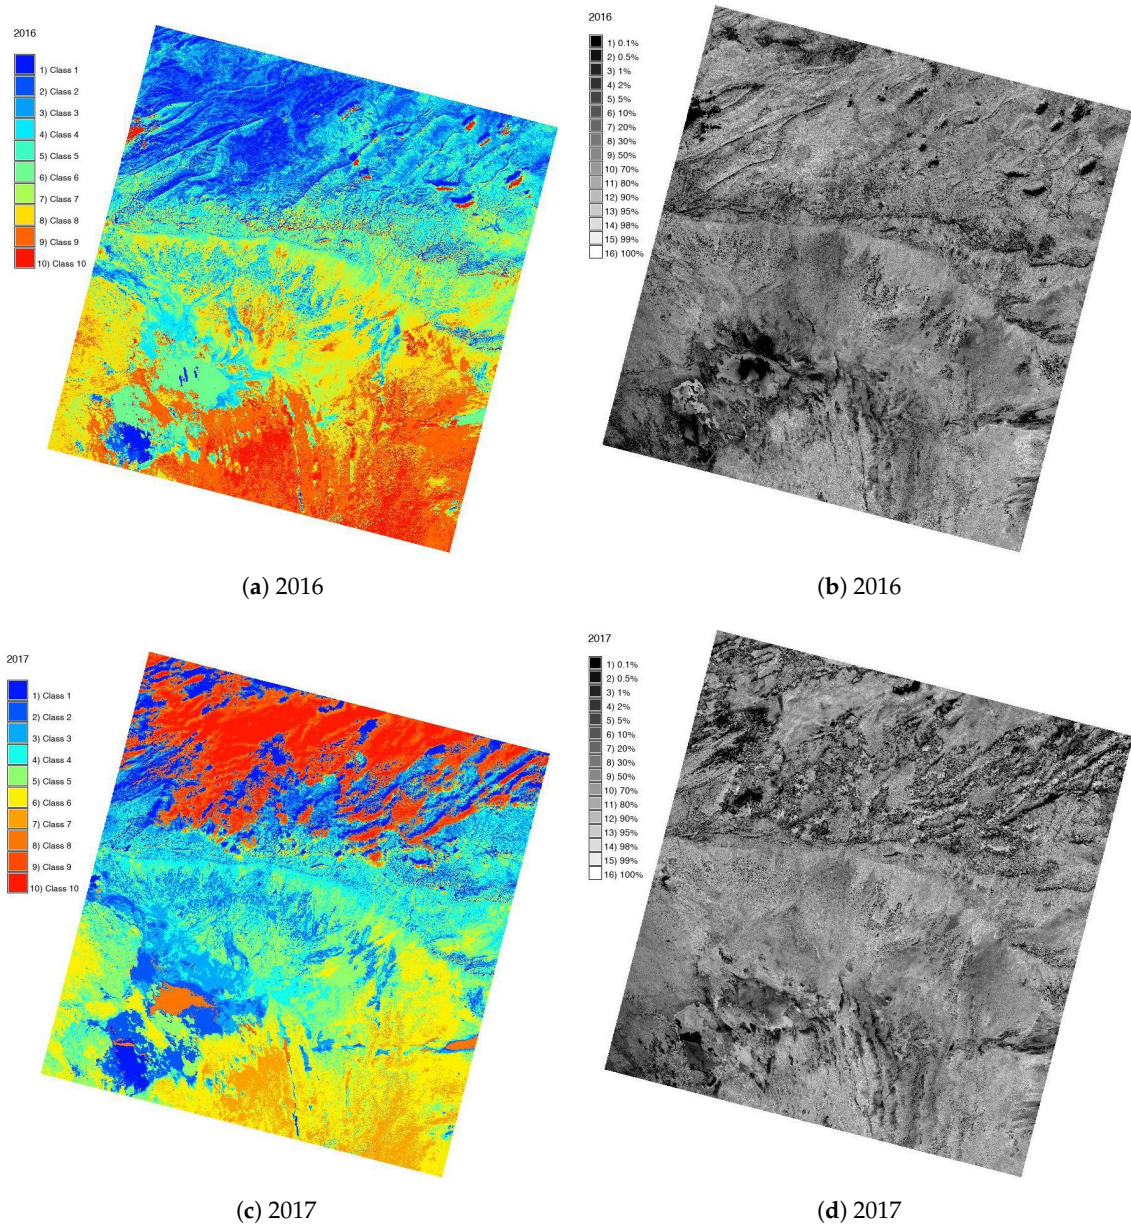 2016
1) Class 1
2) Class 2
3) Class 3
4) Class 4
5) Class 5
6) Class 6
7) Class 7
8) Class 8
9) Class 9
10) Class 10
(a) 2016
2016
1) 0.1%
2) 0.5%
3) 1%
4) 2%
5) 5%
6) 10%
7) 20%
8) 30%
9) 50%
10) 70%
11) 80%
12) 90%
13) 95%
14) 98%
15) 99%
16) 100%
(b) 2016
2017
1) Class 1
2) Class 2
3) Class 3
4) Class 4
5) Class 5
6) Class 6
7) Class 7
8) Class 8
9) Class 9
10) Class 10
(c) 2017
2017
1) 0.1%
2) 0.5%
3) 1%
4) 2%
5) 5%
6) 10%
7) 20%
8) 30%
9) 50%
10) 70%
11) 80%
12) 90%
13) 95%
14) 98%
15) 99%
16) 100%
(d) 2017